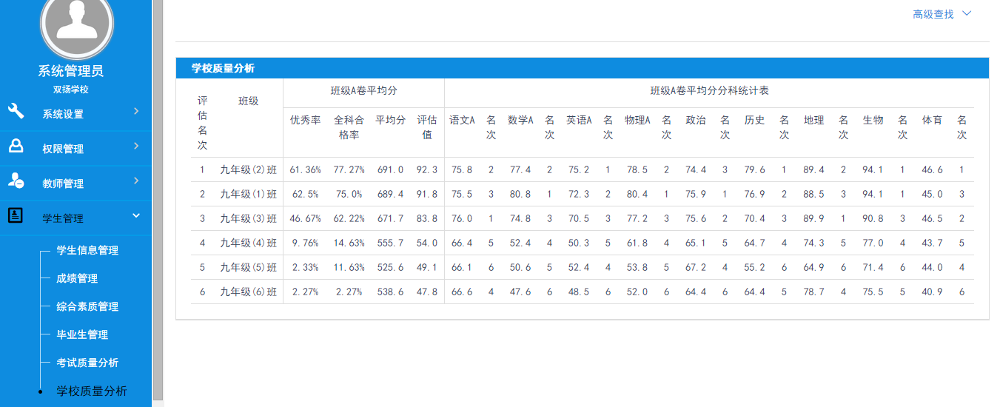 高级查找
系统管理员
双扬学校
系统设置
权限管理
教师管理
学生管理
学生信息管理
成绩管理
综合素质管理
毕业生管理
考试质量分析
学校质量分析
学校质量分析
评估名次 班级 班级A卷平均分 班级A卷平均分分科统计表
优秀率 全科合格率 平均分 评估值 语文A 名次 数学A 名次 英语A 名次 物理A 名次 政治 名次 历史 名次 地理 名次 生物 名次 体育 名次
1 九年级(2)班 61.36% 77.27% 691.0 92.3 75.8 2 77.4 2 75.2 1 78.5 2 74.4 3 79.6 1 89.4 2 94.1 1 46.6 1
2 九年级(1)班 62.5% 75.0% 689.4 91.8 75.5 3 80.8 1 72.3 2 80.4 1 75.9 1 76.9 2 88.5 3 94.1 1 45.0 3
3 九年级(3)班 46.67% 62.22% 671.7 83.8 76.0 1 74.8 3 70.5 3 77.2 3 75.6 2 70.4 3 89.9 1 90.8 3 46.5 2
4 九年级(4)班 9.76% 14.63% 555.7 54.0 66.4 5 52.4 4 50.3 5 61.8 4 65.1 5 64.7 4 74.3 5 77.0 4 43.7 5
5 九年级(5)班 2.33% 11.63% 525.6 49.1 66.1 6 50.6 5 52.4 4 53.8 5 67.2 4 55.2 6 64.9 6 71.4 6 44.0 4
6 九年级(6)班 2.27% 2.27% 538.6 47.8 66.6 4 47.6 6 48.5 6 52.0 6 64.4 6 64.4 5 78.7 4 75.5 5 40.9 6